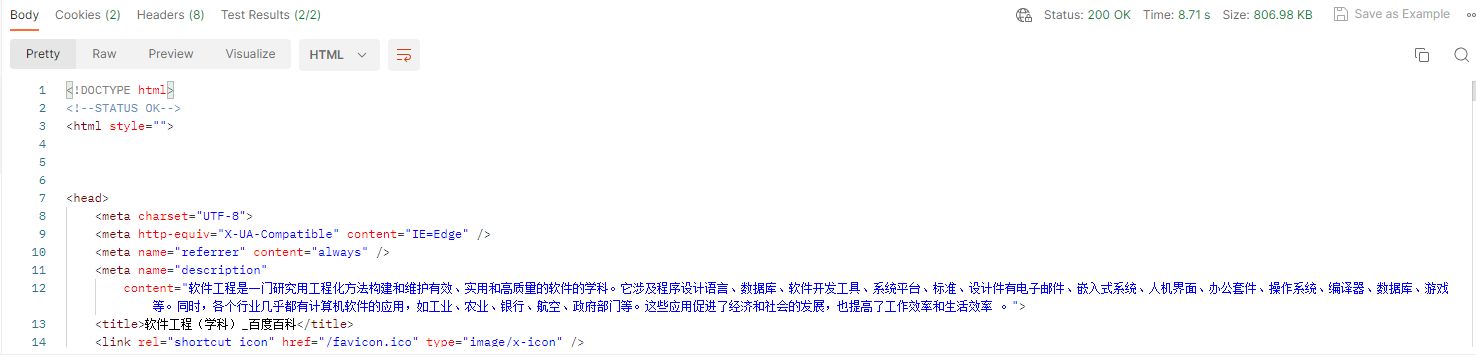 Body Cookies (2) Headers (8) Test Results (2/2) Status: 200 OK Time: 8.71 s Size: 806.98 KB Save as Example
Pretty Raw Preview Visualize HTML
1 <!DOCTYPE html>
2 <!--STATUS OK-->
3 <html style="">
4
5
6
7 <head>
8 <meta charset="UTF-8">
9 <meta http-equiv="X-UA-Compatible" content="IE=Edge" />
10 <meta name="referrer" content="always" />
11 <meta name="description"
12 content="软件工程是一门研究用工程化方法构建和维护有效、实用和高质量的软件的学科。它涉及程序设计语言、数据库、软件开发工具、系统平台、标准、设计件有电子邮件、嵌入式系统、人机界面、办公套件、操作系统、编译器、数据库、游戏
等。同时，各个行业几乎都有计算机软件的应用，如工业、农业、银行、航空、政府部门等。这些应用促进了经济和社会的发展，也提高了工作效率和生活效率 。">
13 <title>软件工程（学科）_百度百科</title>
14 <link rel="shortcut icon" href="/favicon.ico" type="image/x-icon" />